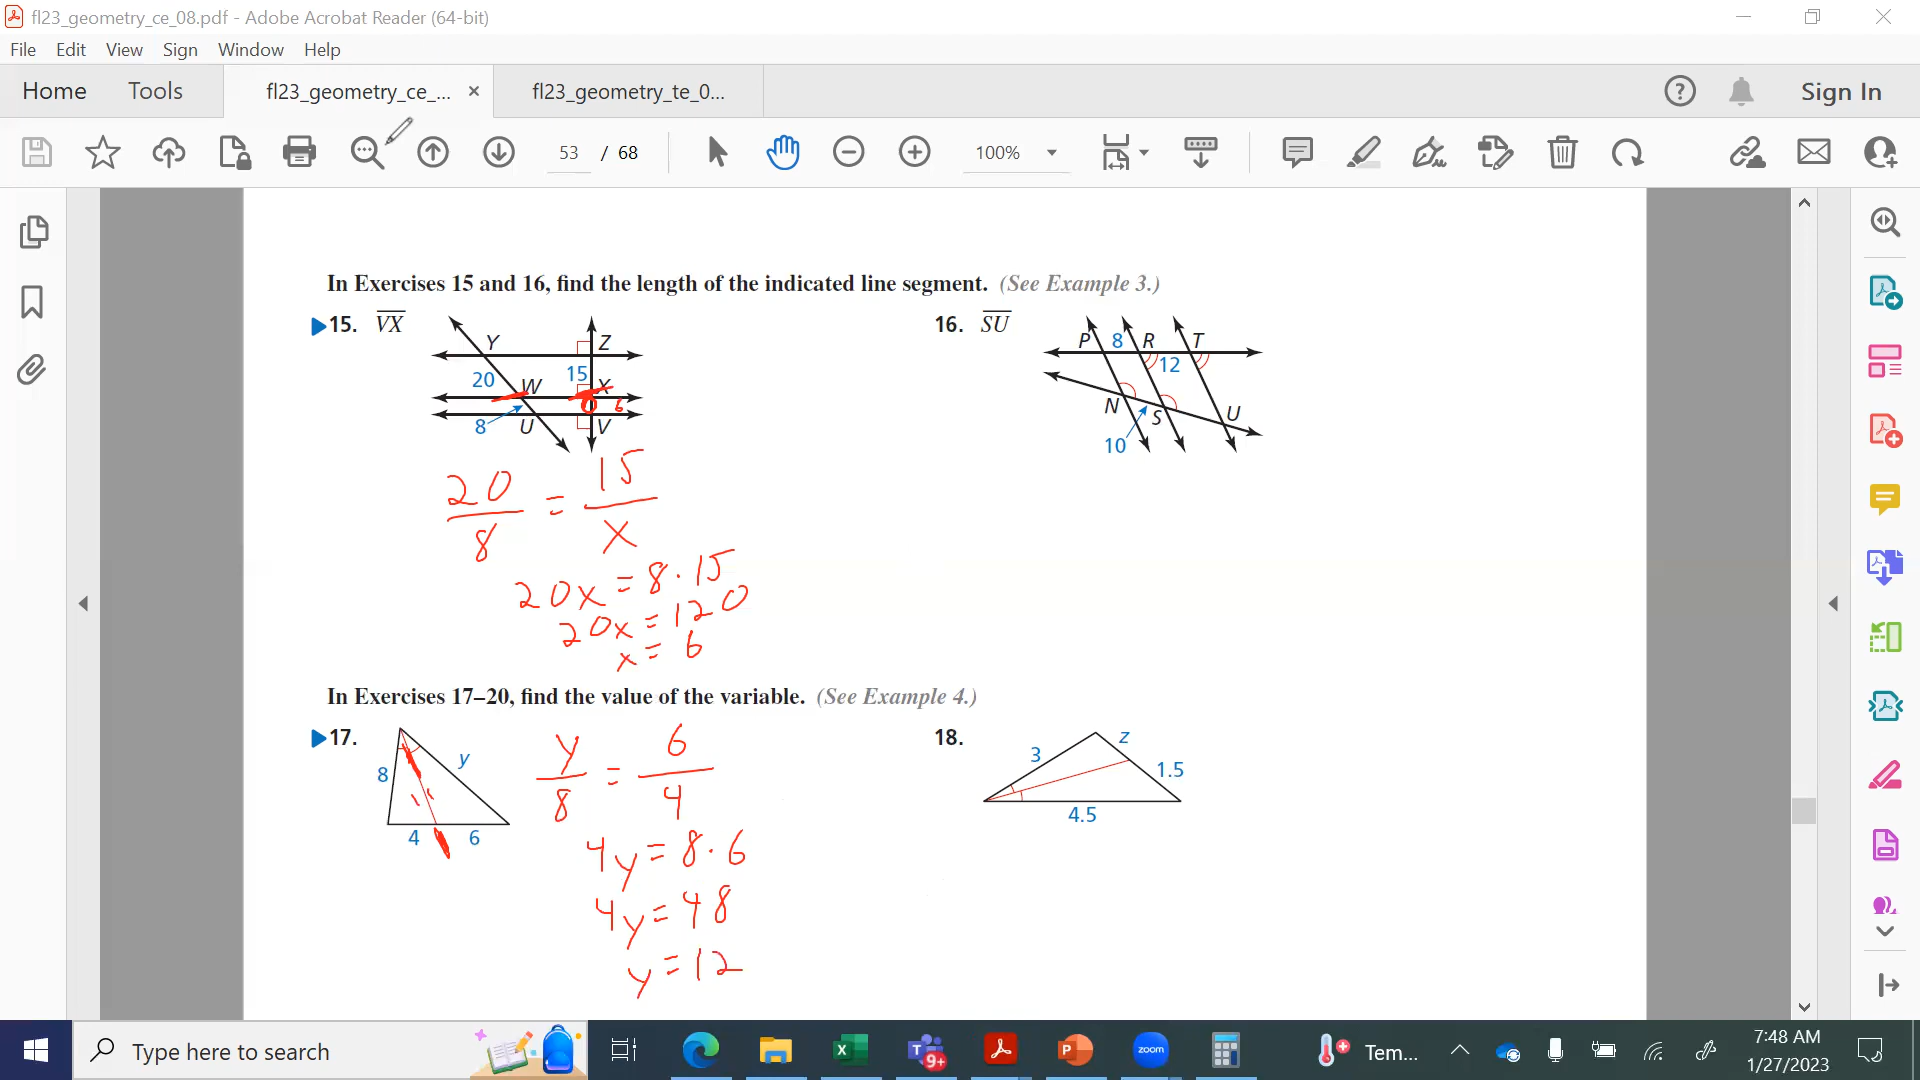 fl23_geometry_ce_08.pdf - Adobe Acrobat Reader (64-bit)
File Edit View Sign Window Help
Home Tools fl23_geometry_ce_... × fl23_geometry_te_0... Sign In
53 / 68 100%
In Exercises 15 and 16, find the length of the indicated line segment. (See Example 3.)
15. VX
Y Z
20 15
W X
6
8 U V
20/8 = 15/x
20x = 8 · 15
20x = 120
x = 6
16. SU
P 8 R T
12
N S U
10
In Exercises 17–20, find the value of the variable. (See Example 4.)
17.
8 y
4 6
y/8 = 6/4
4y = 8 · 6
4y = 48
y = 12
18.
3 z
1.5
4.5
Type here to search
9+
zoom
Tem...
7:48 AM
1/27/2023